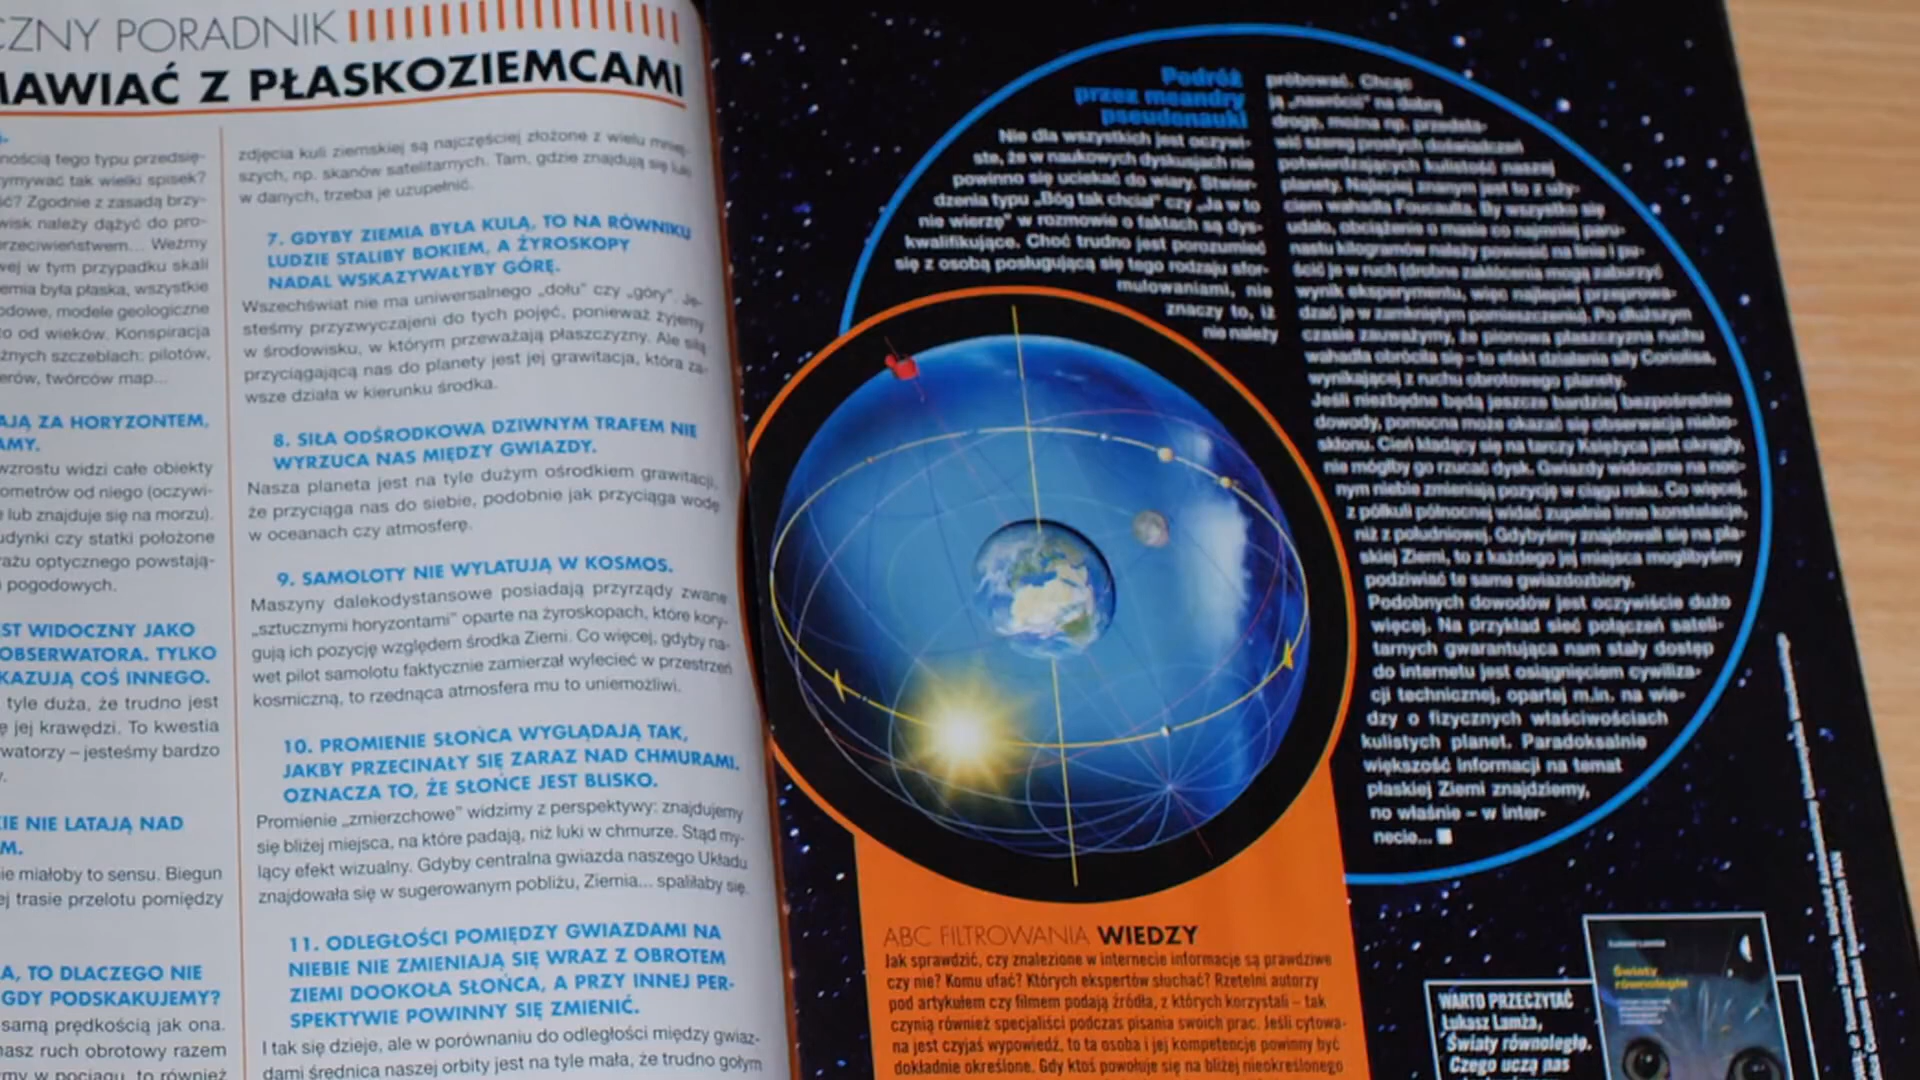 CZNY PORADNIK
MAWIAĆ Z PŁASKOZIEMCAMI
nością tego typu przedsię-
ymywać tak wielki spisek?
ść? Zgodnie z zasadą brzy-
wisk należy dążyć do pro-
rzeciwieństwem... Weźmy
wej w tym przypadku skali
emia była płaska, wszystkie
odowe, modele geologiczne
to od wieków. Konspiracja
żnych szczeblach: pilotów,
erów, twórców map...
AJĄ ZA HORYZONTEM,
AMY.
wzrostu widzi całe obiekty
ometrów od niego (oczywi-
e lub znajduje się na morzu).
udynki czy statki położone
ażu optycznego powstają-
i pogodowych.
ST WIDOCZNY JAKO
OBSERWATORA. TYLKO
KAZUJĄ COŚ INNEGO.
tyle duża, że trudno jest
ę jej krawędzi. To kwestia
watorzy – jesteśmy bardzo
y.
ZIE NIE LATAJĄ NAD
M.
ie miałoby to sensu. Biegun
ej trasie przelotu pomiędzy
A, TO DLACZEGO NIE
GDY PODSKAKUJEMY?
samą prędkością jak ona.
nasz ruch obrotowy razem
my w pociągu, to również
zdjęcia kuli ziemskiej są najczęściej złożone z wielu mniej-
szych, np. skanów satelitarnych. Tam, gdzie znajdują się luki
w danych, trzeba je uzupełnić.
7. GDYBY ZIEMIA BYŁA KULĄ, TO NA RÓWNIKU
LUDZIE STALIBY BOKIEM, A ŻYROSKOPY
NADAL WSKAZYWAŁYBY GÓRĘ.
Wszechświat nie ma uniwersalnego „dołu” czy „góry”. Je-
steśmy przyzwyczajeni do tych pojęć, ponieważ żyjemy
w środowisku, w którym przeważają płaszczyzny. Ale siłą
przyciągającą nas do planety jest jej grawitacja, która za-
wsze działa w kierunku środka.
8. SIŁA ODŚRODKOWA DZIWNYM TRAFEM NIE
WYRZUCA NAS MIĘDZY GWIAZDY.
Nasza planeta jest na tyle dużym ośrodkiem grawitacji,
że przyciąga nas do siebie, podobnie jak przyciąga wodę
w oceanach czy atmosferę.
9. SAMOLOTY NIE WYLATUJĄ W KOSMOS.
Maszyny dalekodystansowe posiadają przyrządy zwane
„sztucznymi horyzontami” oparte na żyroskopach, które kory-
gują ich pozycję względem środka Ziemi. Co więcej, gdyby na-
wet pilot samolotu faktycznie zamierzał wylecieć w przestrzeń
kosmiczną, to rzednąca atmosfera mu to uniemożliwi.
10. PROMIENIE SŁOŃCA WYGLĄDAJĄ TAK,
JAKBY PRZECINAŁY SIĘ ZARAZ NAD CHMURAMI.
OZNACZA TO, ŻE SŁOŃCE JEST BLISKO.
Promienie „zmierzchowe” widzimy z perspektywy: znajdujemy
się bliżej miejsca, na które padają, niż luki w chmurze. Stąd my-
lący efekt wizualny. Gdyby centralna gwiazda naszego Układu
znajdowała się w sugerowanym pobliżu, Ziemia... spaliłaby się.
11. ODLEGŁOŚCI POMIĘDZY GWIAZDAMI NA
NIEBIE NIE ZMIENIAJĄ SIĘ WRAZ Z OBROTEM
ZIEMI DOOKOŁA SŁOŃCA, A PRZY INNEJ PER-
SPEKTYWIE POWINNY SIĘ ZMIENIĆ.
I tak się dzieje, ale w porównaniu do odległości między gwiaz-
dami średnica naszej orbity jest na tyle mała, że trudno gołym
Podróż
przez meandry
pseudonauki
Nie dla wszystkich jest oczywi-
ste, że w naukowych dyskusjach nie
powinno się uciekać do wiary. Stwier-
dzenia typu „Bóg tak chciał” czy „Ja w to
nie wierzę” w rozmowie o faktach są dys-
kwalifikujące. Choć trudno jest porozumieć
się z osobą posługującą się tego rodzaju sfor-
mułowaniami, nie
znaczy to, iż
nie należy
próbować. Chcąc
ją „nawrócić” na dobrą
drogę, można np. przedsta-
wić szereg prostych doświadczeń
potwierdzających kulistość naszej
planety. Najlepiej znanym jest to z uży-
ciem wahadła Foucaulta. By wszystko się
udało, obciążenie o masie co najmniej paru-
nastu kilogramów należy powiesić na linie i pu-
ścić je w ruch (drobne zakłócenia mogą zaburzyć
wynik eksperymentu, więc najlepiej przeprowa-
dzać je w zamkniętym pomieszczeniu). Po dłuższym
czasie zauważymy, że pionowa płaszczyzna ruchu
wahadła obróciła się – to efekt działania siły Coriolisa,
wynikającej z ruchu obrotowego planety.
Jeśli niezbędne będą jeszcze bardziej bezpośrednie
dowody, pomocna może okazać się obserwacja niebo-
skłonu. Cień kładący się na tarczy Księżyca jest okrągły,
nie mógłby go rzucać dysk. Gwiazdy widoczne na noc-
nym niebie zmieniają pozycję w ciągu roku. Co więcej,
z półkuli północnej widać zupełnie inne konstelacje,
niż z południowej. Gdybyśmy znajdowali się na pła-
skiej Ziemi, to z każdego jej miejsca moglibyśmy
podziwiać te same gwiazdozbiory.
Podobnych dowodów jest oczywiście dużo
więcej. Na przykład sieć połączeń sateli-
tarnych gwarantująca nam stały dostęp
do internetu jest osiągnięciem cywiliza-
cji technicznej, opartej m.in. na wie-
dzy o fizycznych właściwościach
kulistych planet. Paradoksalnie
większość informacji na temat
płaskiej Ziemi znajdziemy,
no właśnie – w inter-
necie...
ABC FILTROWANIA WIEDZY
Jak sprawdzić, czy znalezione w internecie informacje są prawdziwe
czy nie? Komu ufać? Których ekspertów słuchać? Rzetelni autorzy
pod artykułem czy filmem podają źródła, z których korzystali – tak
czynią również specjaliści podczas pisania swoich prac. Jeśli cytowa-
na jest czyjaś wypowiedź, to ta osoba i jej kompetencje powinny być
dokładnie określone. Gdy ktoś powołuje się na bliżej nieokreślonego
WARTO PRZECZYTAĆ
Łukasz Lamża,
Światy równoległe.
Czego uczą nas
Łukasz Lamża
Światy
równoległe